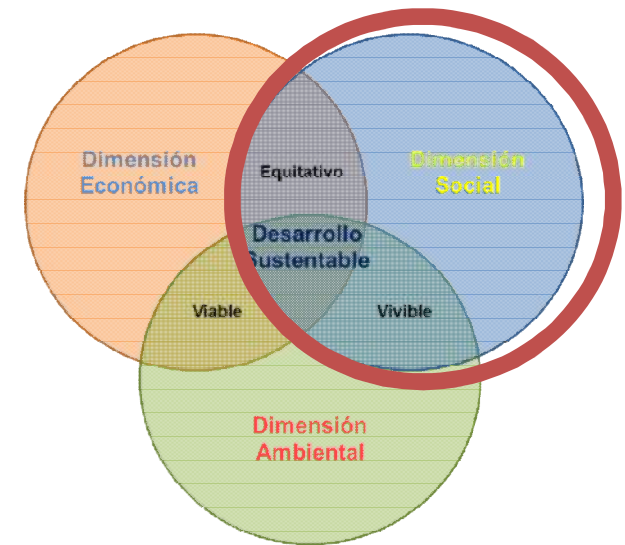 Dimensión
Económica
Equitativo
Dimensión
Social
Desarrollo
Sustentable
Viable
Vivible
Dimensión
Ambiental